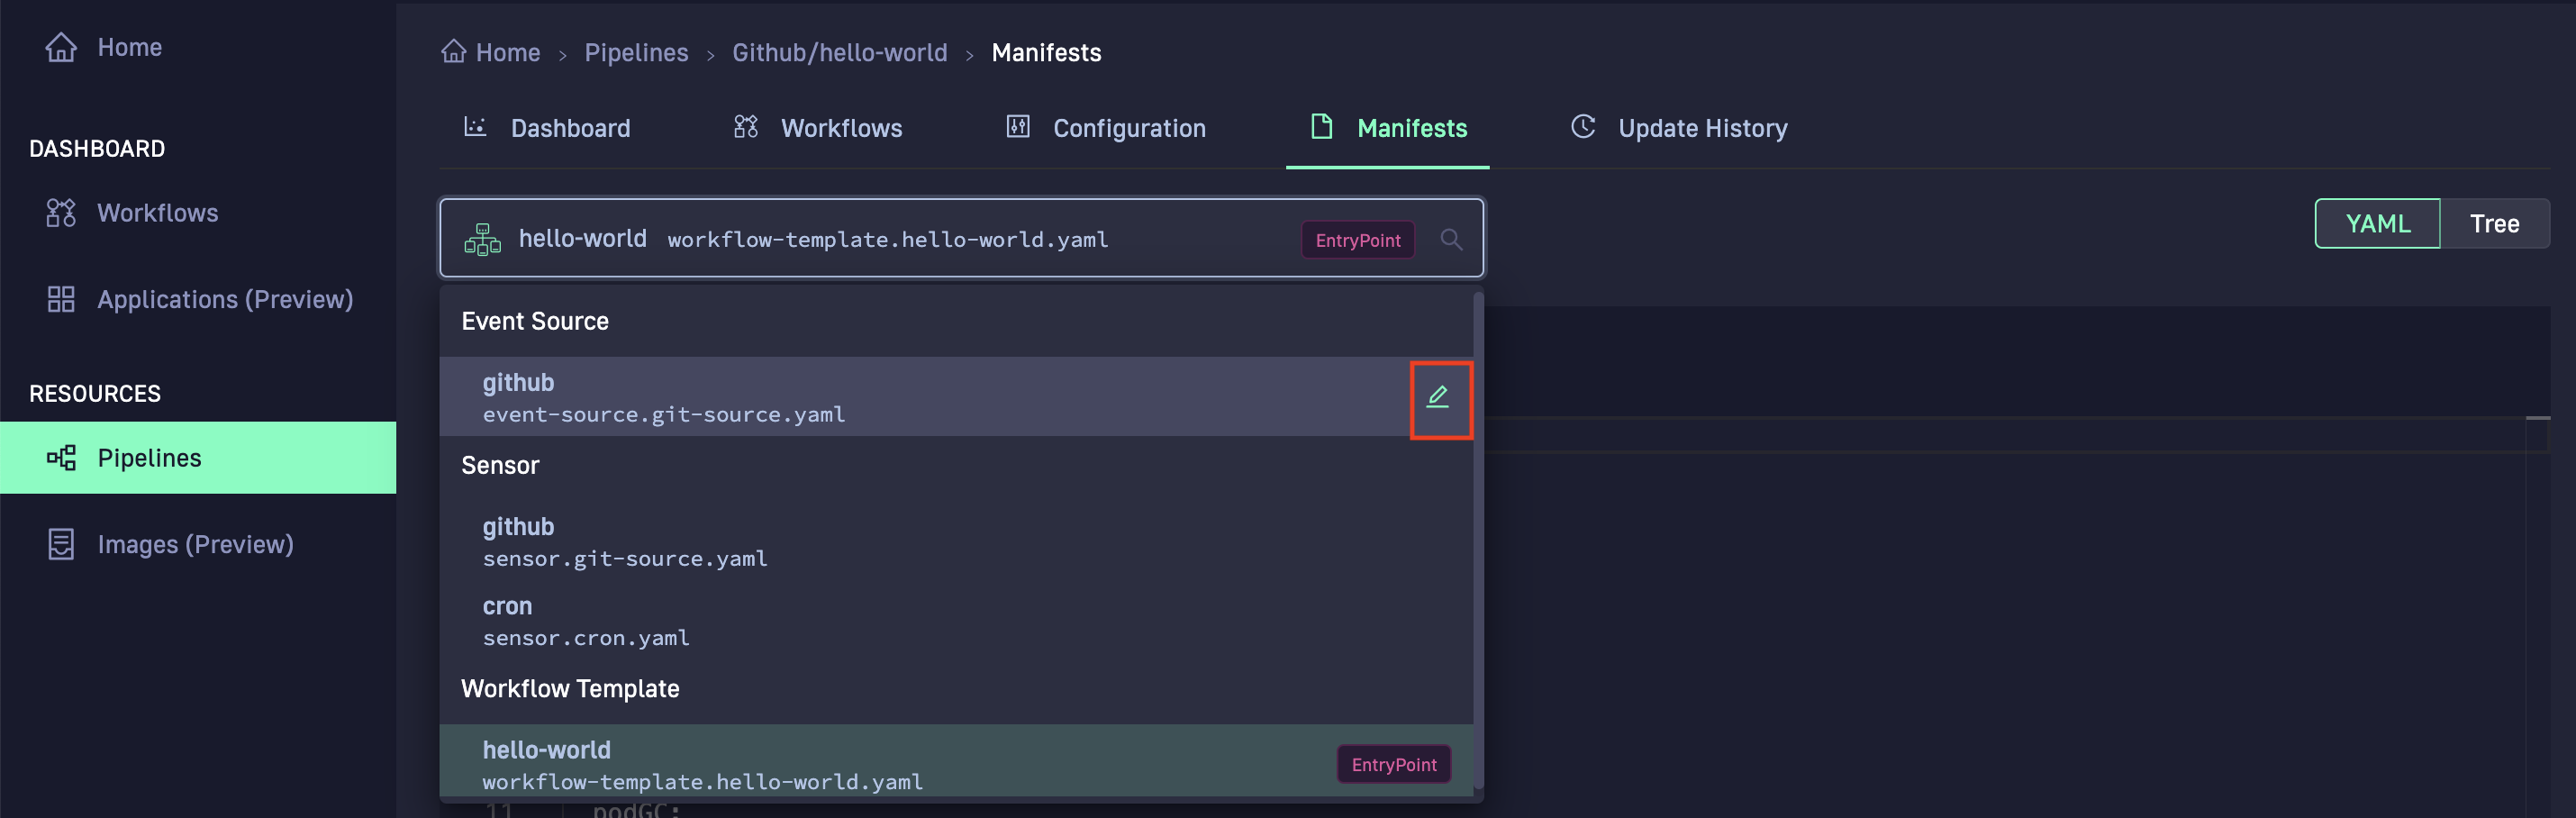 Home
DASHBOARD
Workflows
Applications (Preview)
RESOURCES
Pipelines
Images (Preview)
Home > Pipelines > Github/hello-world > Manifests
Dashboard Workflows Configuration Manifests Update History
hello-world workflow-template.hello-world.yaml EntryPoint
YAML Tree
Event Source
github
event-source.git-source.yaml
Sensor
github
sensor.git-source.yaml
cron
sensor.cron.yaml
Workflow Template
hello-world EntryPoint
workflow-template.hello-world.yaml
11 podGC: